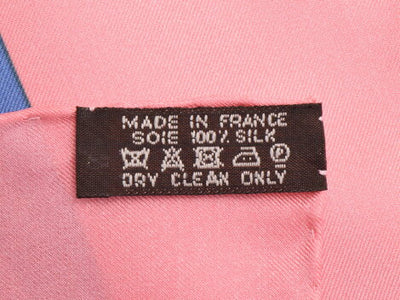 MADE IN FRANCE
SOIE 100% SILK
DRY CLEAN ONLY